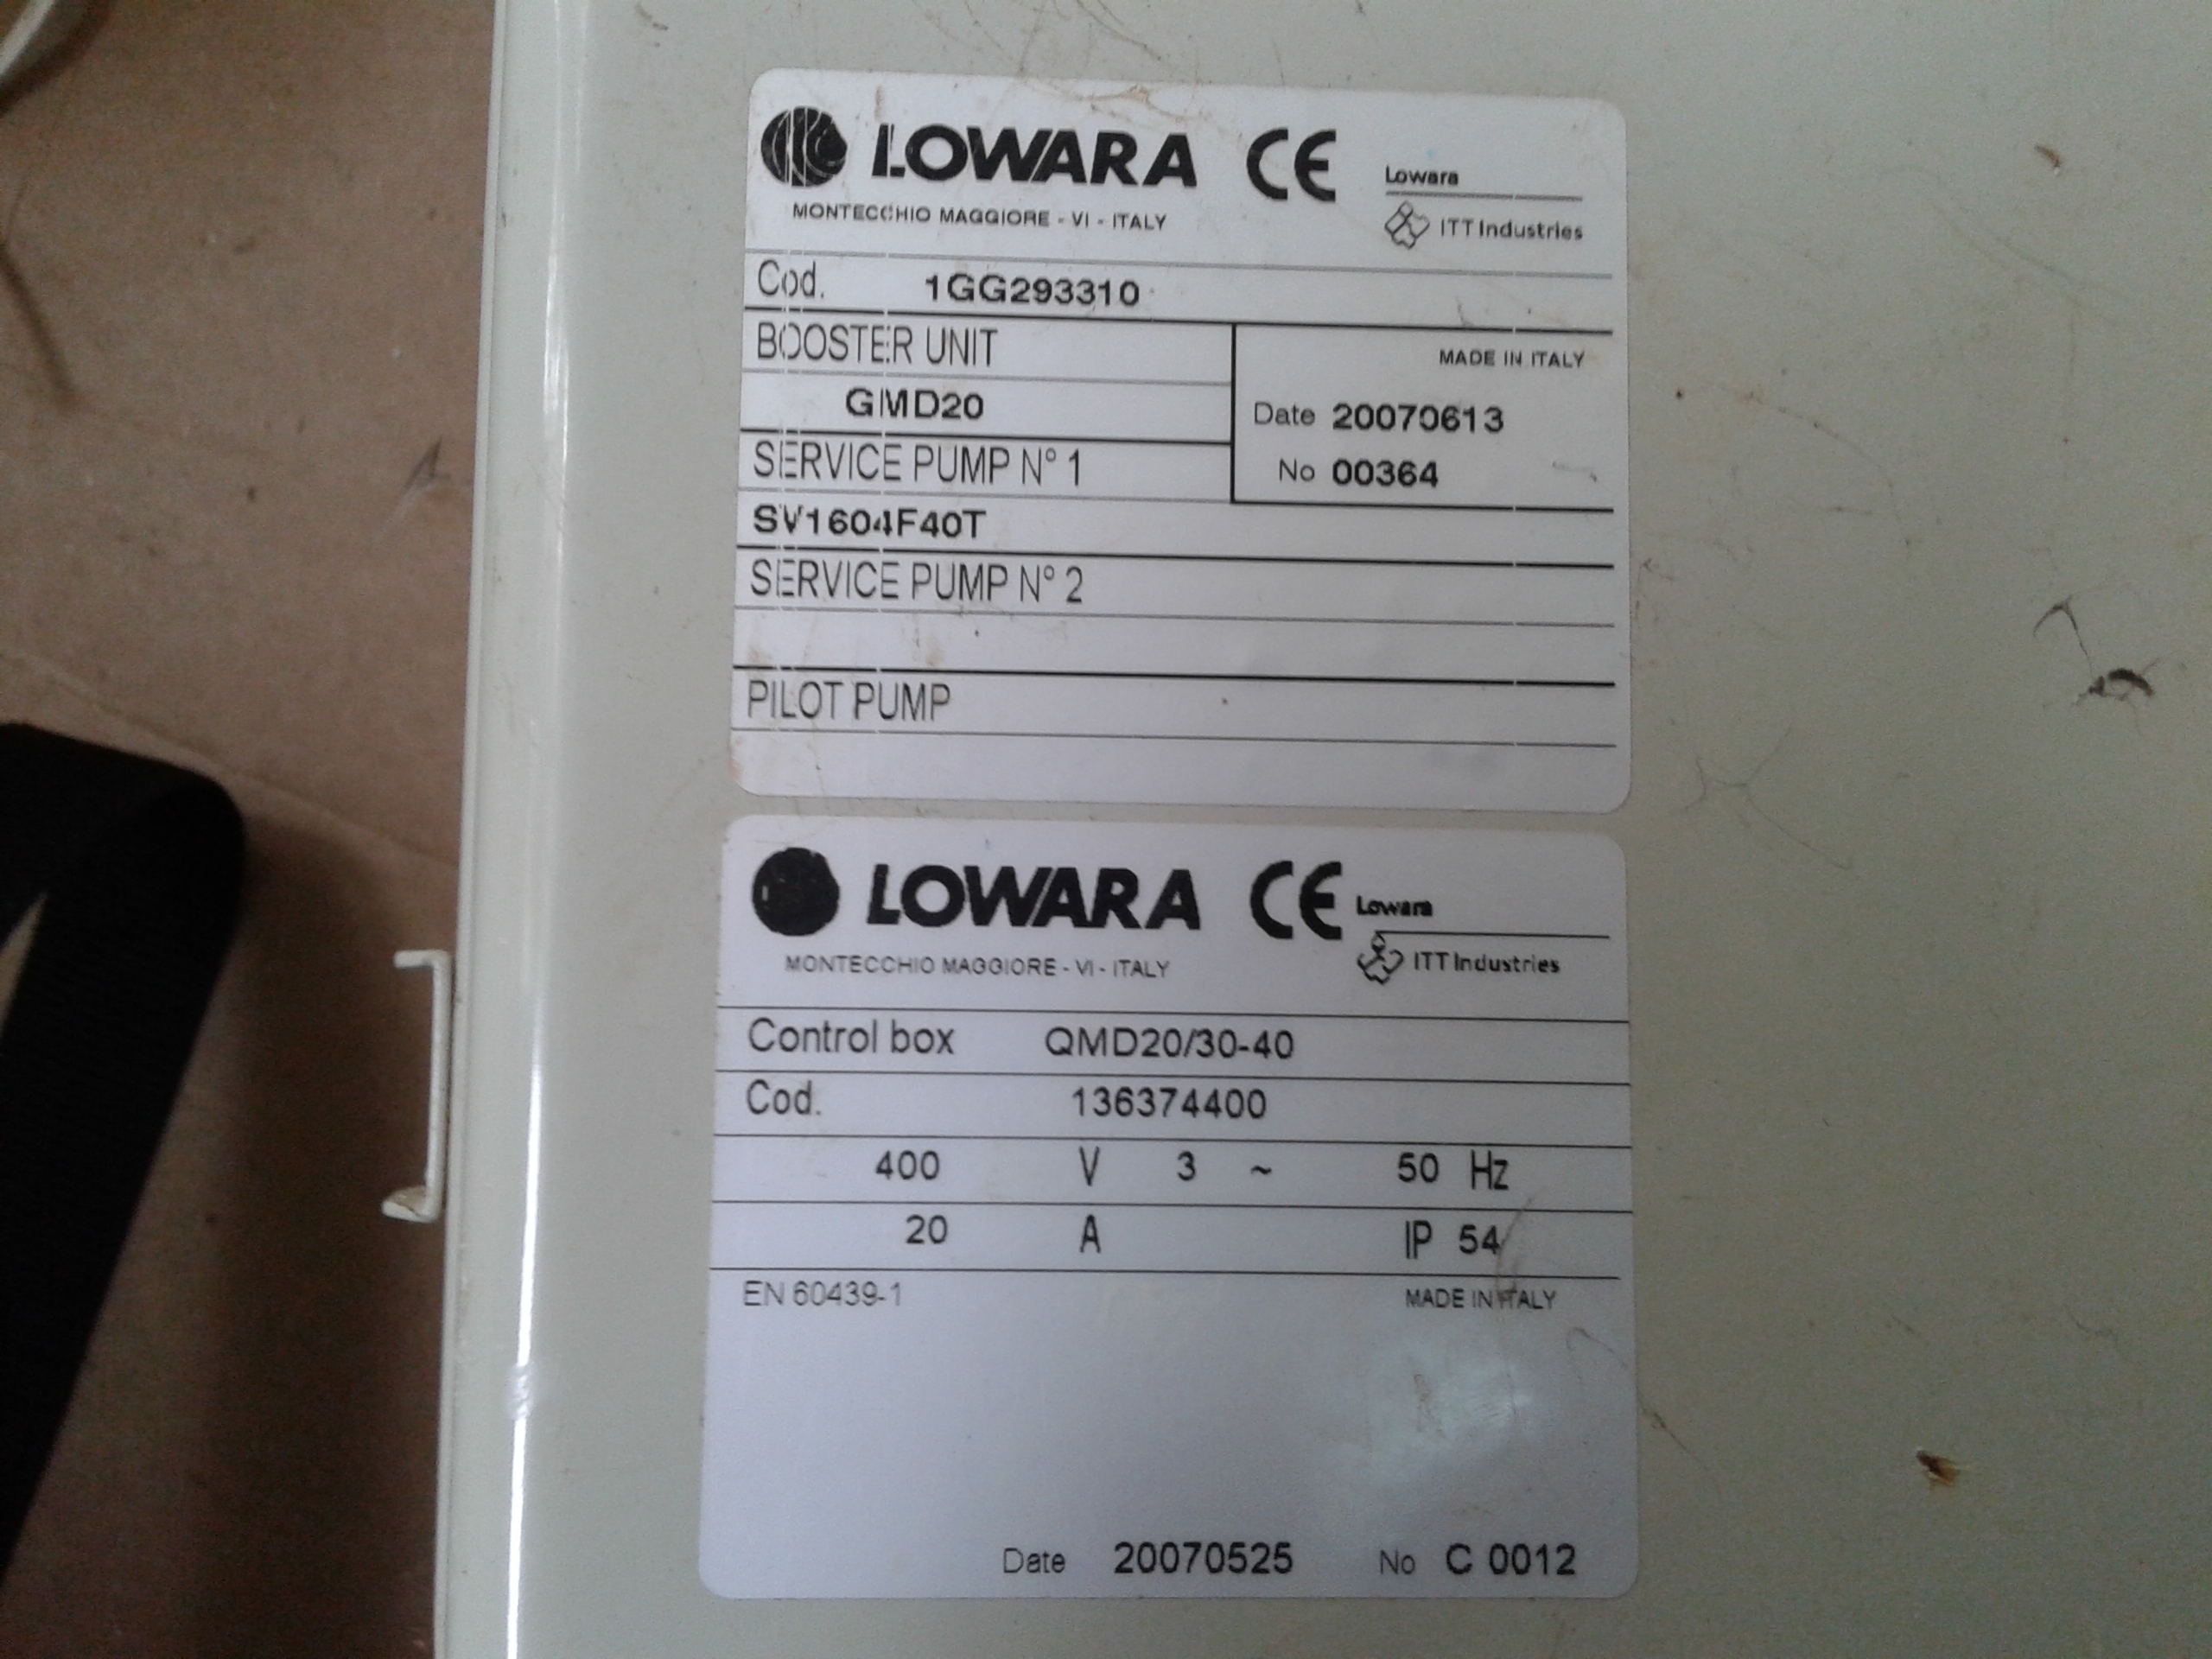 LOWARA CE Lowara
MONTECCHIO MAGGIORE - VI - ITALY ITT Industries
Cod. 1GG293310
BOOSTER UNIT MADE IN ITALY
GMD20 Date 20070613
SERVICE PUMP N° 1 No 00364
SV1604F40T
SERVICE PUMP N° 2
PILOT PUMP
LOWARA CE Lowara
MONTECCHIO MAGGIORE - VI - ITALY ITT Industries
Control box QMD20/30-40
Cod. 136374400
400 V 3 ~ 50 Hz
20 A IP 54
EN 60439-1 MADE IN ITALY
Date 20070525 No C 0012